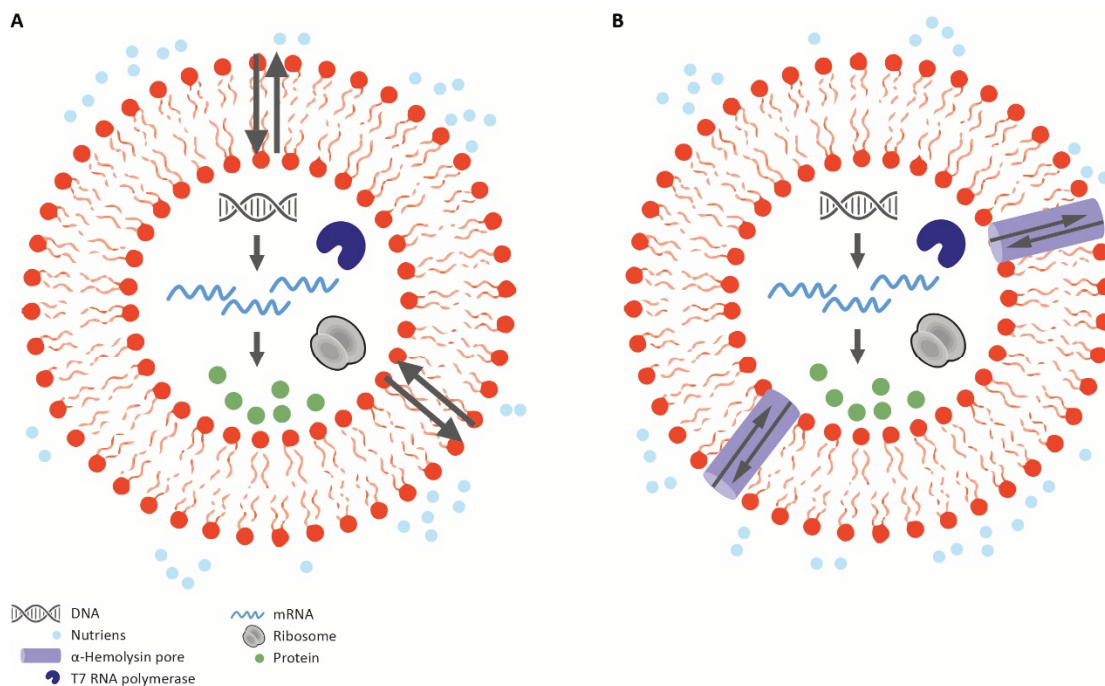 A
B
DNA
Nutriens
α-Hemolysin pore
T7 RNA polymerase
mRNA
Ribosome
Protein